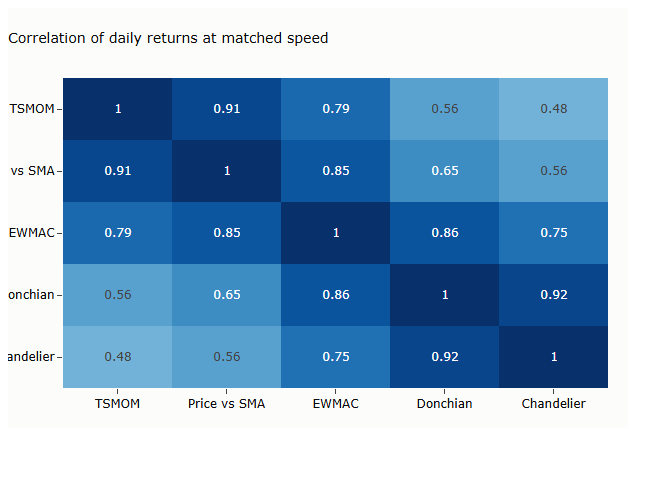 Correlation of daily returns at matched speed
TSMOM 1 0.91 0.79 0.56 0.48
vs SMA 0.91 1 0.85 0.65 0.56
EWMAC 0.79 0.85 1 0.86 0.75
onchian 0.56 0.65 0.86 1 0.92
andelier 0.48 0.56 0.75 0.92 1
TSMOM Price vs SMA EWMAC Donchian Chandelier